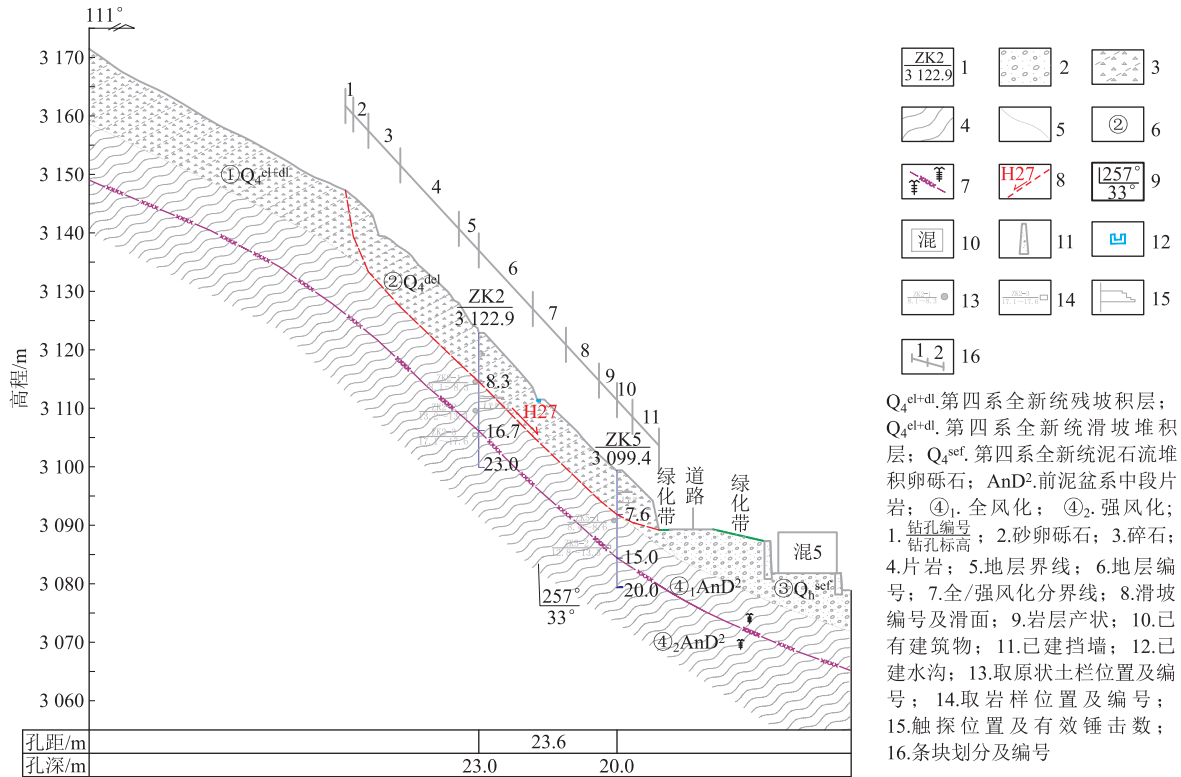 111°
3 170
3 160
3 150
3 140
3 130
3 120
3 110
3 100
3 090
3 080
3 070
3 060
高程/m
1
2
3
4
5
6
7
8
9
10
11
①Q₄ᵉˡ⁺ᵈˡ
②Q₄ᵈᵉˡ
ZK2
3 122.9
8.3
16.7
23.0
H27
ZK5
3 099.4
7.6
15.0
20.0
绿化带
道路
绿化带
混5
③Qₕˢᵉᶠ
④₁AnD²
④₂AnD²
257°
33°
孔距/m 23.6
孔深/m 23.0 20.0
ZK2
3 122.9
1
2
3
4
5
②
6
7
H27
8
257°
33°
9
混
10
11
12
13
14
15
1 2
16
Q₄ᵉˡ⁺ᵈˡ.第四系全新统残坡积层；
Q₄ᵉˡ⁺ᵈˡ.第四系全新统滑坡堆积
层；Q₄ˢᵉᶠ.第四系全新统泥石流堆
积卵砾石；AnD².前泥盆系中段片
岩；④₁.全风化；④₂.强风化；
1.钻孔编号/钻孔标高；2.砂卵砾石；3.碎石；
4.片岩；5.地层界线；6.地层编
号；7.全/强风化分界线；8.滑坡
编号及滑面；9.岩层产状；10.已
有建筑物；11.已建挡墙；12.已
建水沟；13.取原状土栏位置及编
号；14.取岩样位置及编号；
15.触探位置及有效锤击数；
16.条块划分及编号